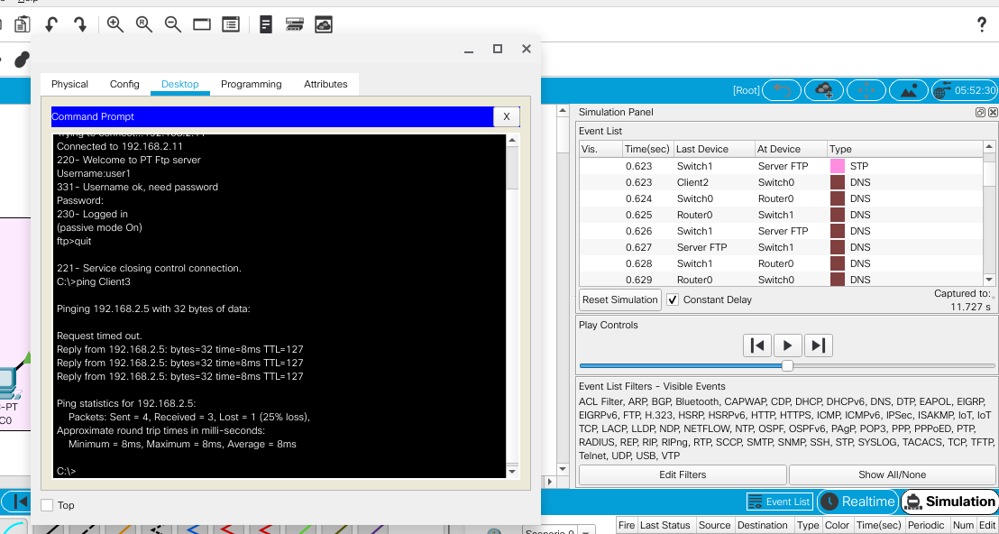 [Root]
05:52:30
Physical Config Desktop Programming Attributes
Command Prompt
X
Connected to 192.168.2.11
220- Welcome to PT Ftp server
Username:user1
331- Username ok, need password
Password:
230- Logged in
(passive mode On)
ftp>quit
221- Service closing control connection.
C:\>ping Client3
Pinging 192.168.2.5 with 32 bytes of data:
Request timed out.
Reply from 192.168.2.5: bytes=32 time=8ms TTL=127
Reply from 192.168.2.5: bytes=32 time=8ms TTL=127
Reply from 192.168.2.5: bytes=32 time=8ms TTL=127
Ping statistics for 192.168.2.5:
Packets: Sent = 4, Received = 3, Lost = 1 (25% loss),
Approximate round trip times in milli-seconds:
Minimum = 8ms, Maximum = 8ms, Average = 8ms
C:\>
Top
-PT
C0
Simulation Panel
Event List
Vis. Time(sec) Last Device At Device Type
0.623 Switch1 Server FTP STP
0.623 Client2 Switch0 DNS
0.624 Switch0 Router0 DNS
0.625 Router0 Switch1 DNS
0.626 Switch1 Server FTP DNS
0.627 Server FTP Switch1 DNS
0.628 Switch1 Router0 DNS
0.629 Router0 Switch0 DNS
Reset Simulation
Constant Delay
Captured to:
11.727 s
Play Controls
Event List Filters - Visible Events
ACL Filter, ARP, BGP, Bluetooth, CAPWAP, CDP, DHCP, DHCPv6, DNS, DTP, EAPOL, EIGRP,
EIGRPv6, FTP, H.323, HSRP, HSRPv6, HTTP, HTTPS, ICMP, ICMPv6, IPSec, ISAKMP, IoT, IoT
TCP, LACP, LLDP, NDP, NETFLOW, NTP, OSPF, OSPFv6, PAgP, POP3, PPP, PPPoED, PTP,
RADIUS, REP, RIP, RIPng, RTP, SCCP, SMTP, SNMP, SSH, STP, SYSLOG, TACACS, TCP, TFTP,
Telnet, UDP, USB, VTP
Edit Filters
Show All/None
Event List
Realtime
Simulation
Scenario 0
Fire Last Status Source Destination Type Color Time(sec) Periodic Num Edit